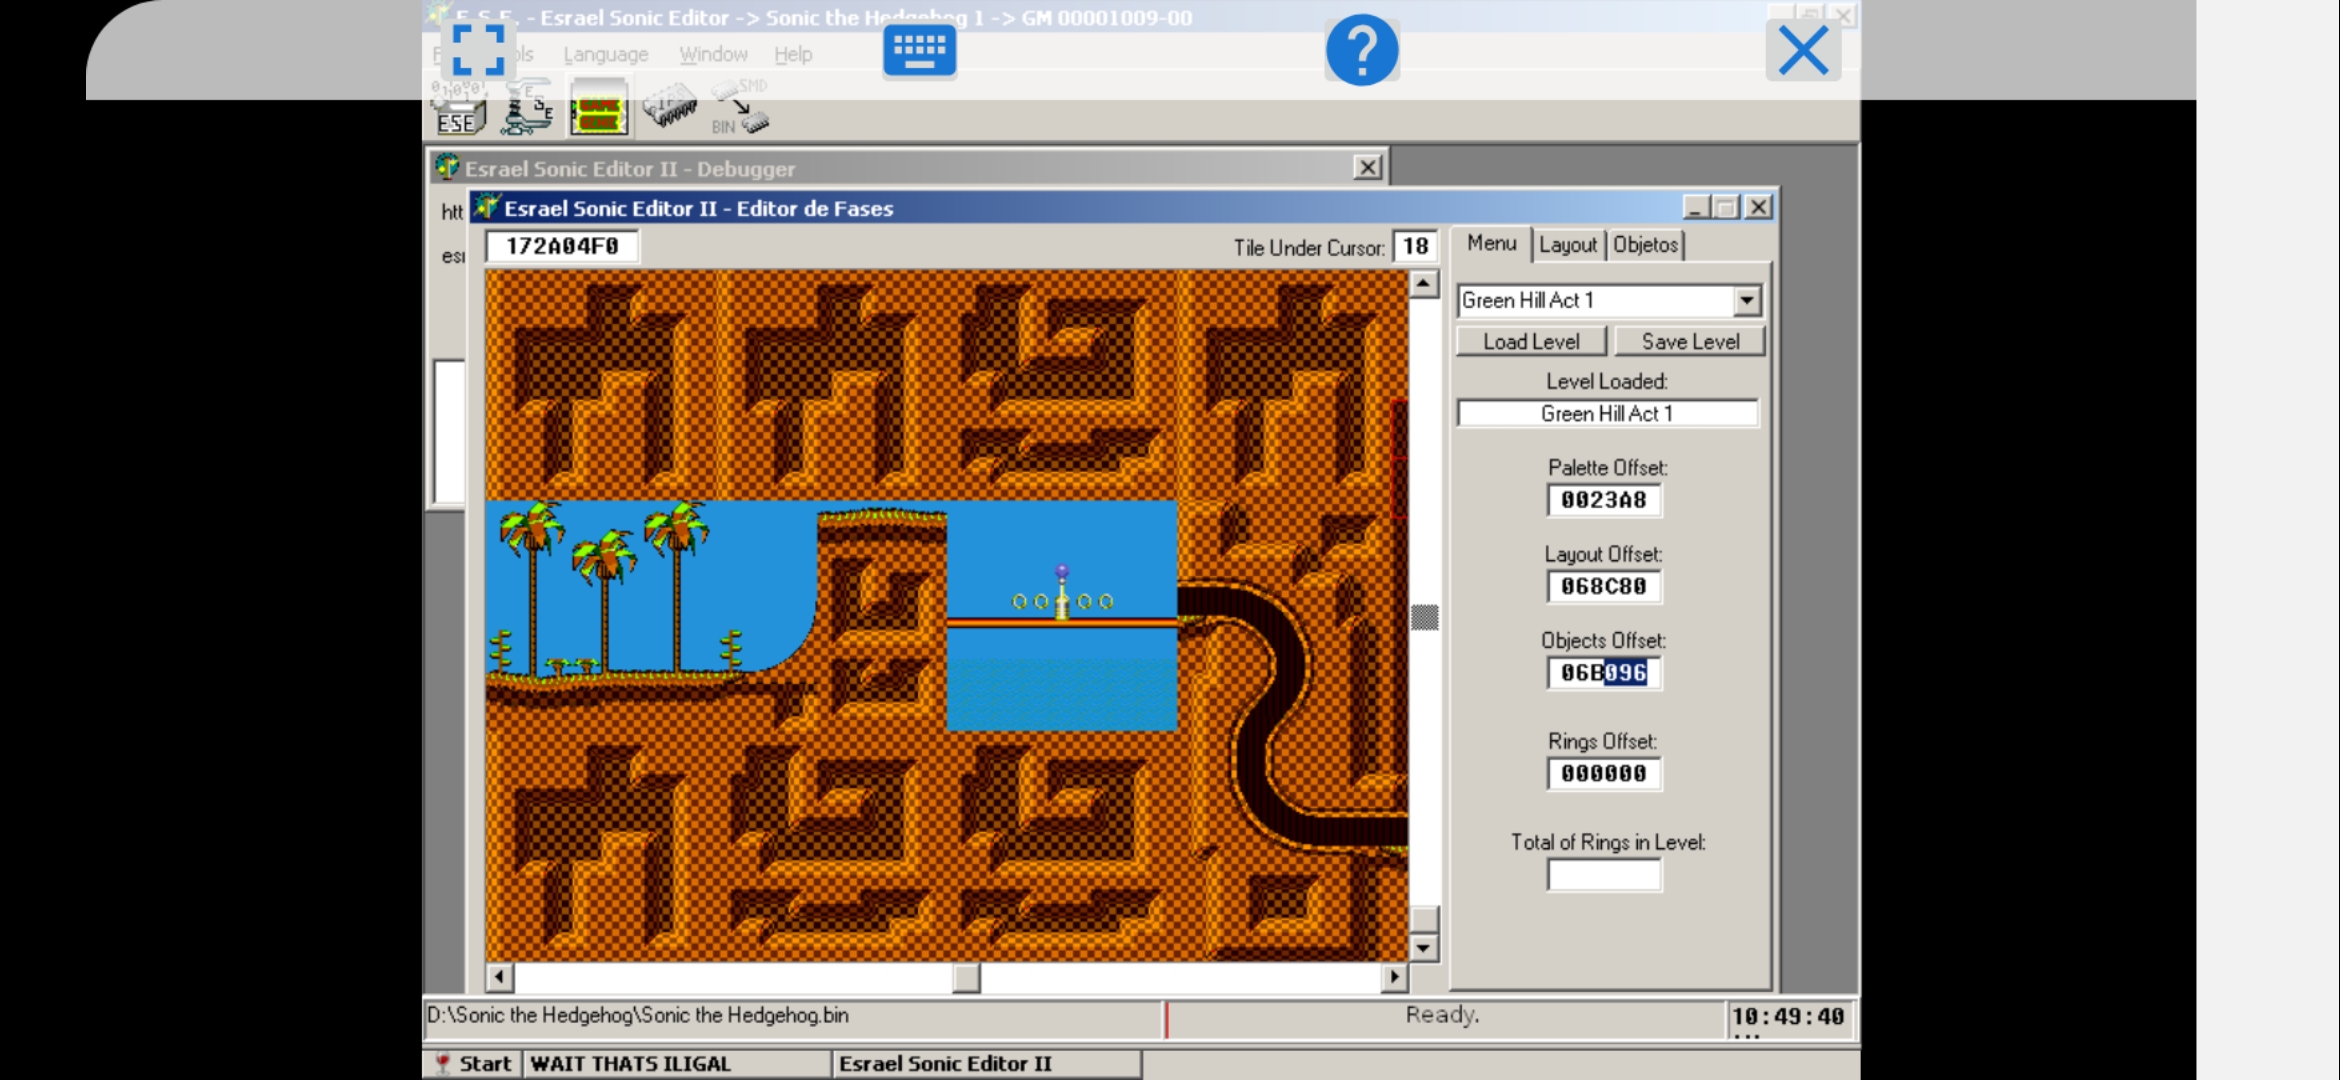 E.S.E. - Esrael Sonic Editor -> Sonic the Hedgehog 1 -> GM 00001009-00
Language Window Help
ESE
E S E
GAME
IPS
SMD
BIN
Esrael Sonic Editor II - Debugger
htt
Esrael Sonic Editor II - Editor de Fases
172A04F0
Tile Under Cursor: 18
Menu Layout Objetos
esi
Green Hill Act 1
Load Level Save Level
Level Loaded:
Green Hill Act 1
Palette Offset:
0023A8
Layout Offset:
068C80
Objects Offset:
06B096
Rings Offset:
000000
Total of Rings in Level:
D:\Sonic the Hedgehog\Sonic the Hedgehog.bin
Ready.
10:49:40
...
Start WAIT THATS ILIGAL Esrael Sonic Editor II